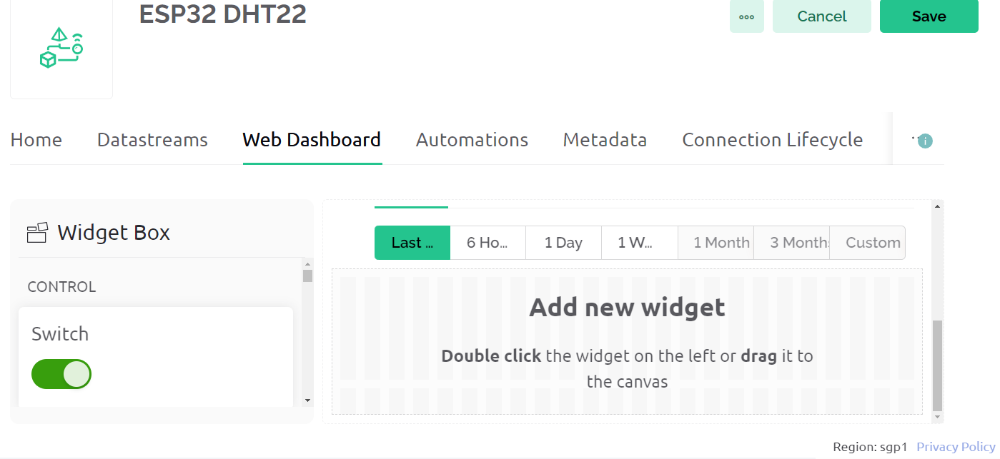 ESP32 DHT22
Cancel
Save
Home Datastreams Web Dashboard Automations Metadata Connection Lifecycle
Widget Box
Last ... 6 Ho... 1 Day 1 W... 1 Month 3 Months Custom
CONTROL
Switch
Add new widget
Double click the widget on the left or drag it to
the canvas
Region: sgp1 Privacy Policy